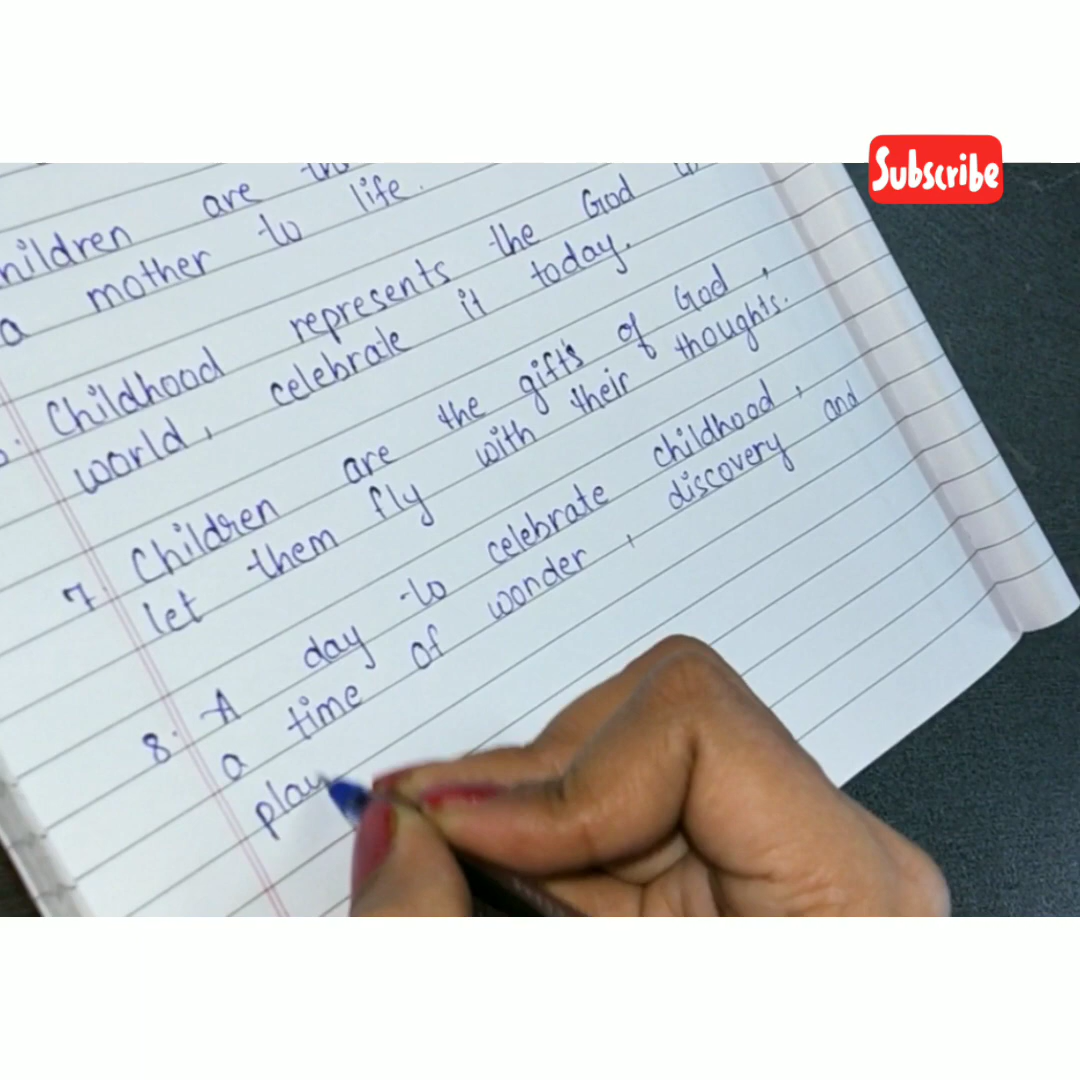 Subscribe
children are
a mother to life.
Childhood represents the God
world, celebrate it today.
7. Children are the gifts of God,
let them fly with their thoughts.
8. A day to celebrate childhood,
a time of wonder, discovery and
play